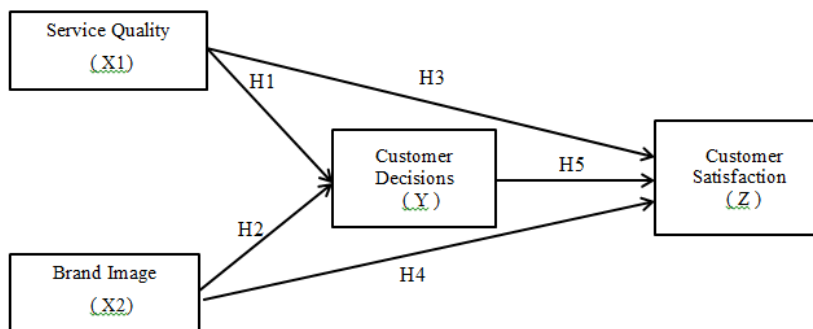 Service Quality
( X1)
H1
H3
Customer
Decisions
( Y )
H5
Customer
Satisfaction
( Z )
H2
Brand Image
( X2)
H4